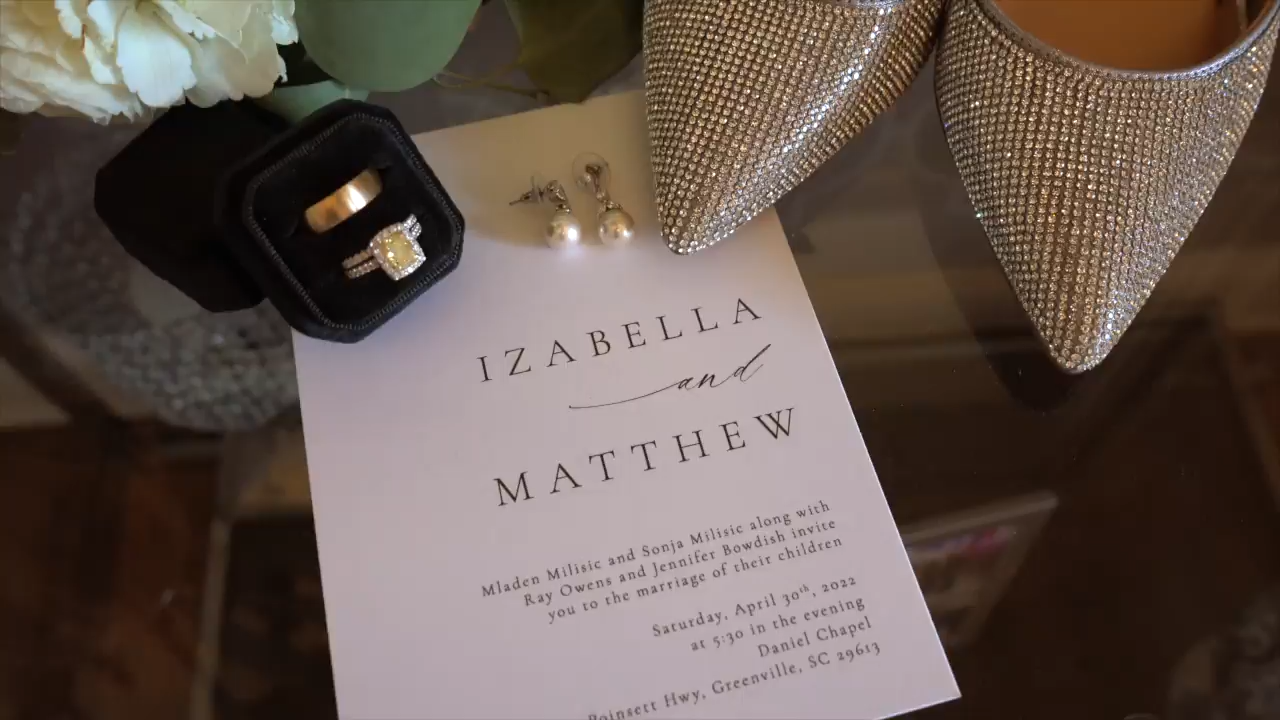 IZABELLA
and
MATTHEW
Mladen Milisic and Sonja Milisic along with
Ray Owens and Jennifer Bowdish invite
you to the marriage of their children
Saturday, April 30th, 2022
at 5:30 in the evening
Daniel Chapel
Poinsett Hwy, Greenville, SC 29613